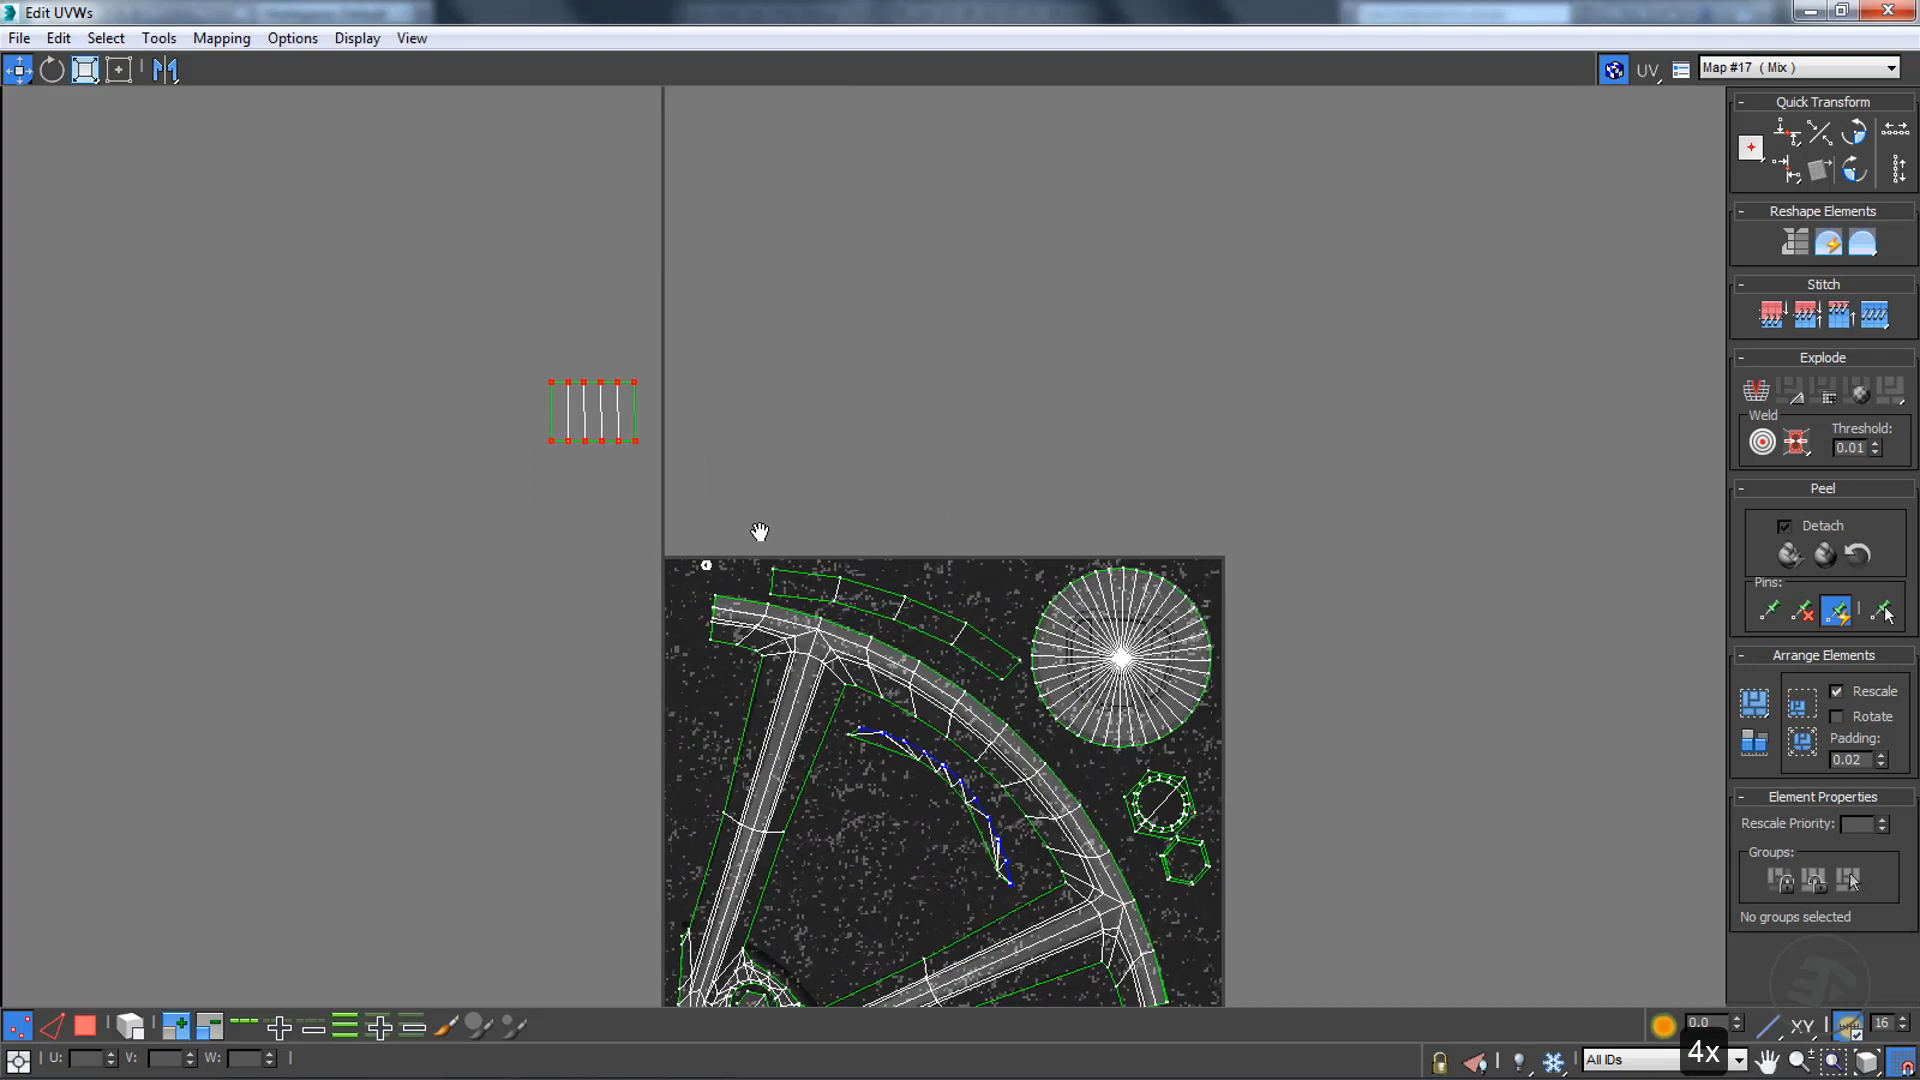 Edit UVWs
File Edit Select Tools Mapping Options Display View
UV
Map #17 ( Mix )
Quick Transform
Reshape Elements
Stitch
Explode
Weld
Threshold:
0.01
Peel
Detach
Pins:
Arrange Elements
Rescale
Rotate
Padding:
0.02
Element Properties
Rescale Priority:
Groups:
No groups selected
0.0
XY
16
U: V: W:
All IDs
4x